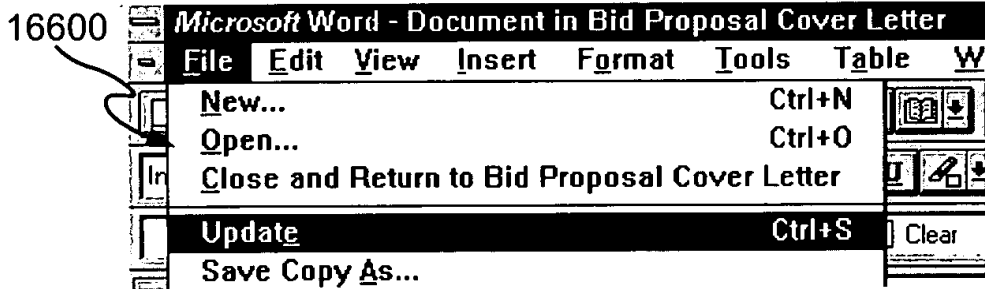 16600
Microsoft Word - Document in Bid Proposal Cover Letter
File Edit View Insert Format Tools Table W
New... Ctrl+N
Open... Ctrl+O
In
Close and Return to Bid Proposal Cover Letter
U
Update Ctrl+S
Clear
Save Copy As...